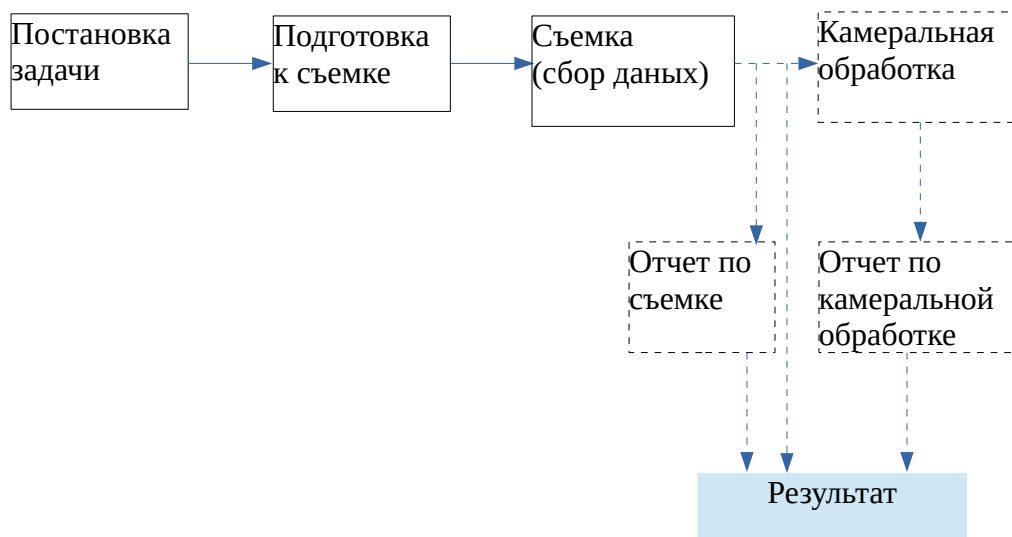 Постановка
задачи
Подготовка
к съемке
Съемка
(сбор даных)
Камеральная
обработка
Отчет по
съемке
Отчет по
камеральной
обработке
Результат